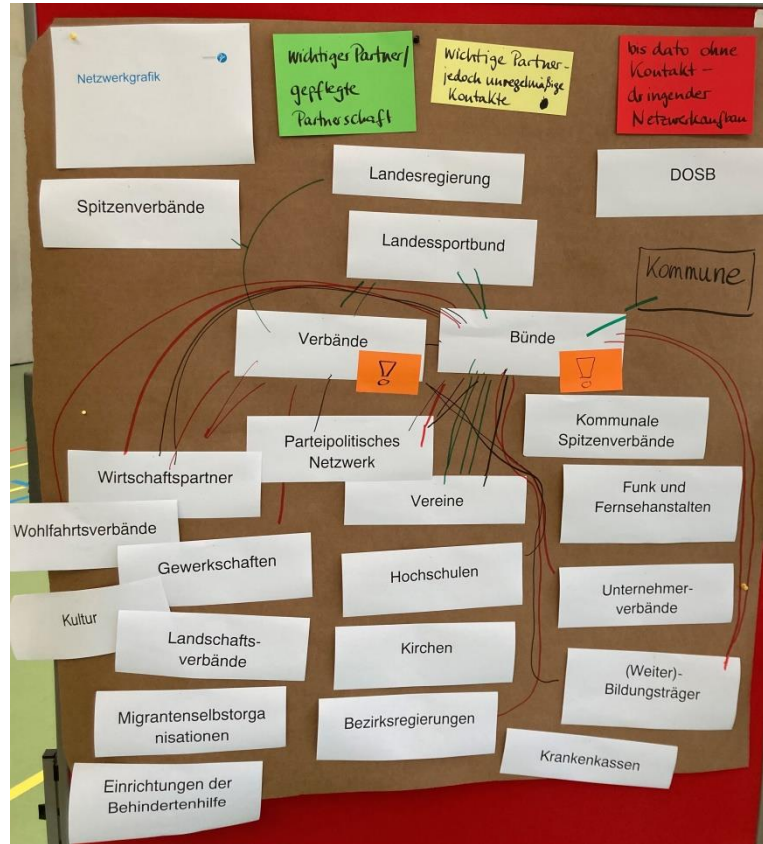 Netzwerkgrafik
wichtiger Partner/
gepflegte
Partnerschaft
wichtige Partner-
jedoch unregelmäßige
Kontakte
bis dato ohne
Kontakt –
dringender
Netzwerkaufbau
Spitzenverbände
Landesregierung
DOSB
Landessportbund
Kommune
Verbände
!
Bünde
!
Parteipolitisches
Netzwerk
Kommunale
Spitzenverbände
Wirtschaftspartner
Vereine
Funk und
Fernsehanstalten
Wohlfahrtsverbände
Gewerkschaften
Hochschulen
Unternehmer-
verbände
Kultur
Landschafts-
verbände
Kirchen
(Weiter)-
Bildungsträger
Migrantenselbstorga
nisationen
Bezirksregierungen
Krankenkassen
Einrichtungen der
Behindertenhilfe